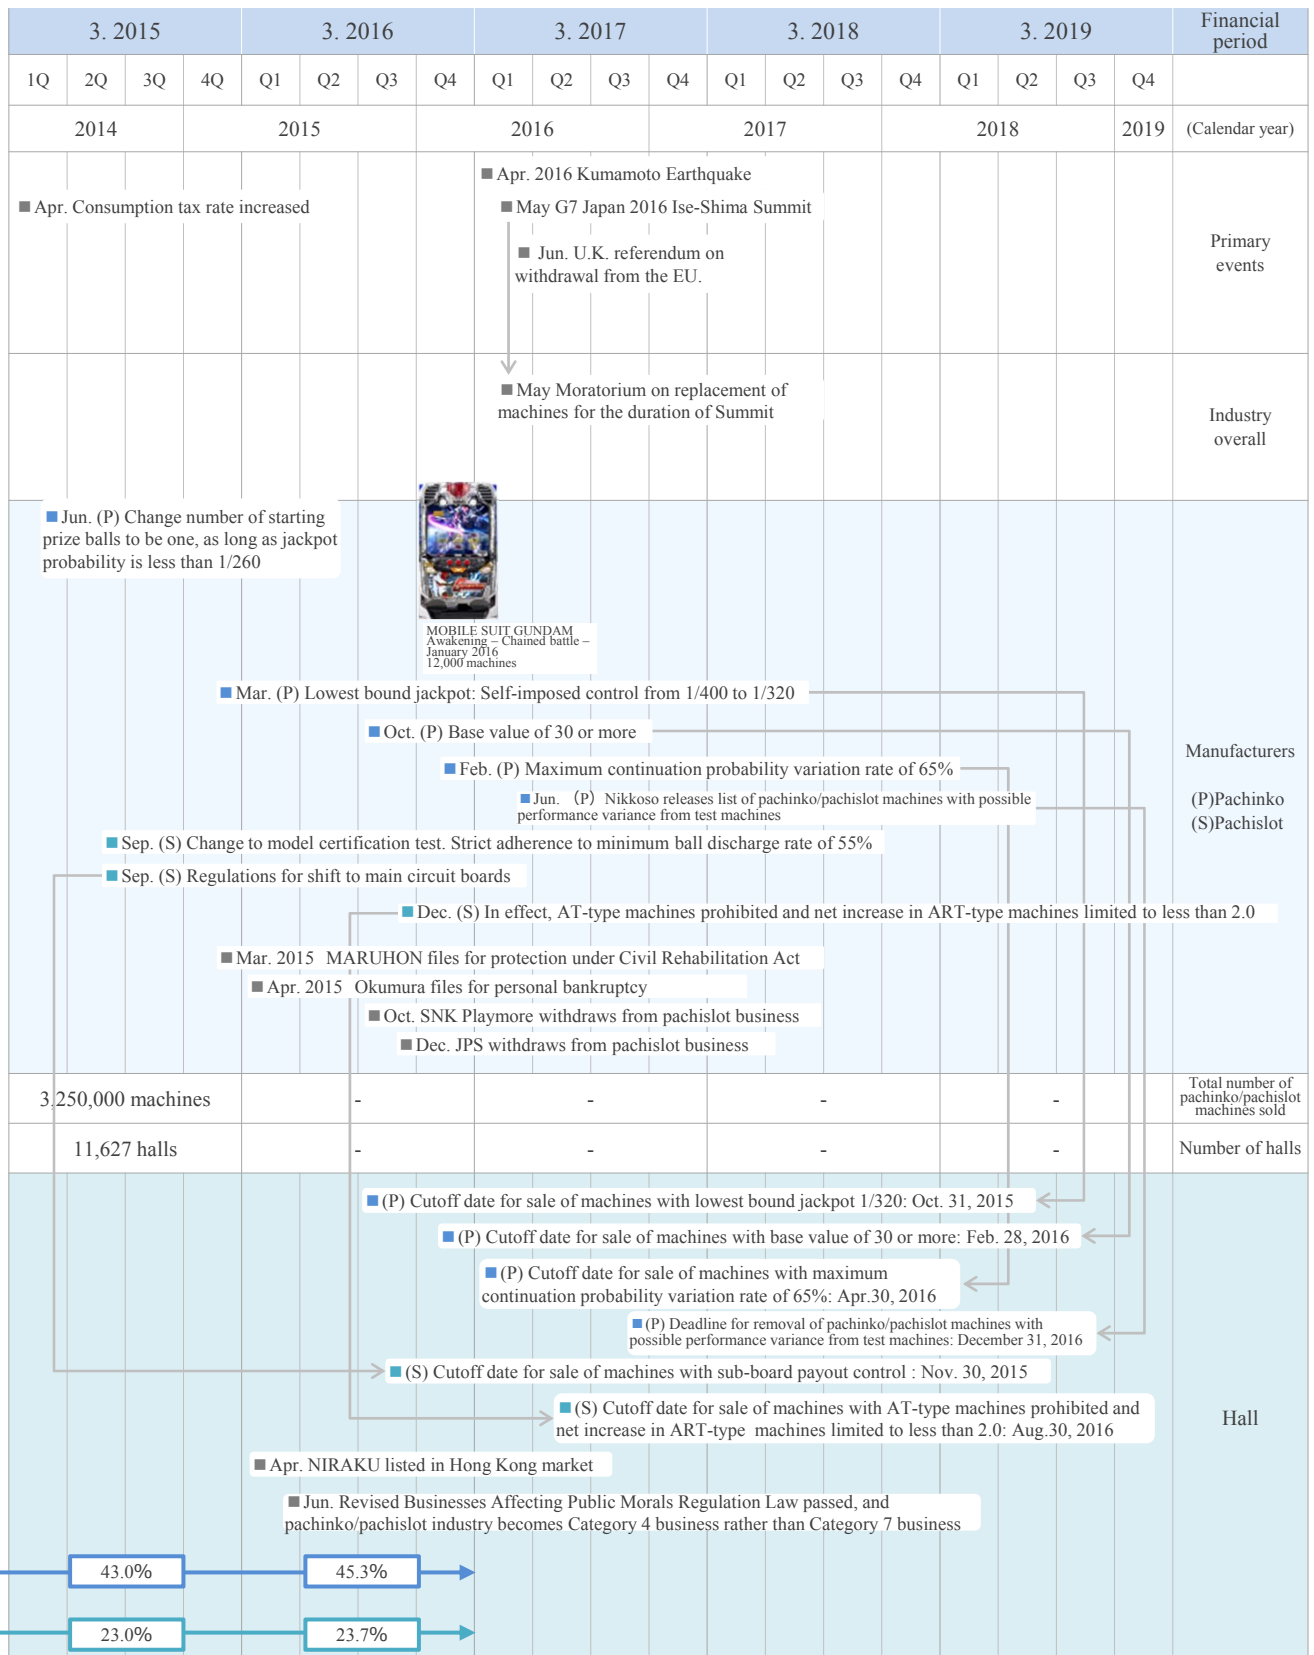 3. 2015
3. 2016
3. 2017
3. 2018
3. 2019
Financial
period
1Q
2Q
3Q
4Q
Q1
Q2
Q3
Q4
Q1
Q2
Q3
Q4
Q1
Q2
Q3
Q4
Q1
Q2
Q3
Q4
2014
2015
2016
2017
2018
2019
(Calendar year)
■ Apr. 2016 Kumamoto Earthquake
■ Apr. Consumption tax rate increased
■ May G7 Japan 2016 Ise-Shima Summit
■ Jun. U.K. referendum on
withdrawal from the EU.
Primary
events
■ May Moratorium on replacement of
machines for the duration of Summit
Industry
overall
■ Jun. (P) Change number of starting
prize balls to be one, as long as jackpot
probability is less than 1/260
MOBILE SUIT GUNDAM
Awakening – Chained battle –
January 2016
12,000 machines
■ Mar. (P) Lowest bound jackpot: Self-imposed control from 1/400 to 1/320
■ Oct. (P) Base value of 30 or more
■ Feb. (P) Maximum continuation probability variation rate of 65%
■ Jun. （P）Nikkoso releases list of pachinko/pachislot machines with possible
performance variance from test machines
■ Sep. (S) Change to model certification test. Strict adherence to minimum ball discharge rate of 55%
■ Sep. (S) Regulations for shift to main circuit boards
■ Dec. (S) In effect, AT-type machines prohibited and net increase in ART-type machines limited to less than 2.0
■ Mar. 2015 MARUHON files for protection under Civil Rehabilitation Act
■ Apr. 2015 Okumura files for personal bankruptcy
■ Oct. SNK Playmore withdraws from pachislot business
■ Dec. JPS withdraws from pachislot business
Manufacturers
(P)Pachinko
(S)Pachislot
3,250,000 machines
-
-
-
-
Total number of
pachinko/pachislot
machines sold
11,627 halls
-
-
-
-
Number of halls
■ (P) Cutoff date for sale of machines with lowest bound jackpot 1/320: Oct. 31, 2015
■ (P) Cutoff date for sale of machines with base value of 30 or more: Feb. 28, 2016
■ (P) Cutoff date for sale of machines with maximum
continuation probability variation rate of 65%: Apr.30, 2016
■ (P) Deadline for removal of pachinko/pachislot machines with
possible performance variance from test machines: December 31, 2016
■ (S) Cutoff date for sale of machines with sub-board payout control : Nov. 30, 2015
■ (S) Cutoff date for sale of machines with AT-type machines prohibited and
net increase in ART-type machines limited to less than 2.0: Aug.30, 2016
Hall
■ Apr. NIRAKU listed in Hong Kong market
■ Jun. Revised Businesses Affecting Public Morals Regulation Law passed, and
pachinko/pachislot industry becomes Category 4 business rather than Category 7 business
43.0%
45.3%
23.0%
23.7%